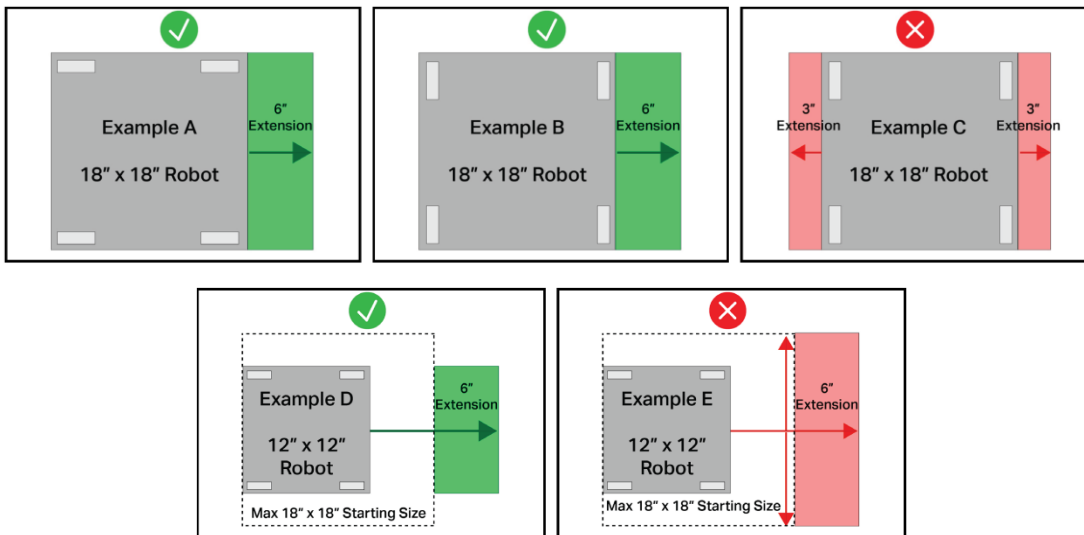 Example A
18” x 18” Robot
6”
Extension
Example B
18” x 18” Robot
6”
Extension
3”
Extension
Example C
18” x 18” Robot
3”
Extension
Example D
12” x 12”
Robot
6”
Extension
Max 18” x 18” Starting Size
Example E
12” x 12”
Robot
6”
Extension
Max 18” x 18” Starting Size